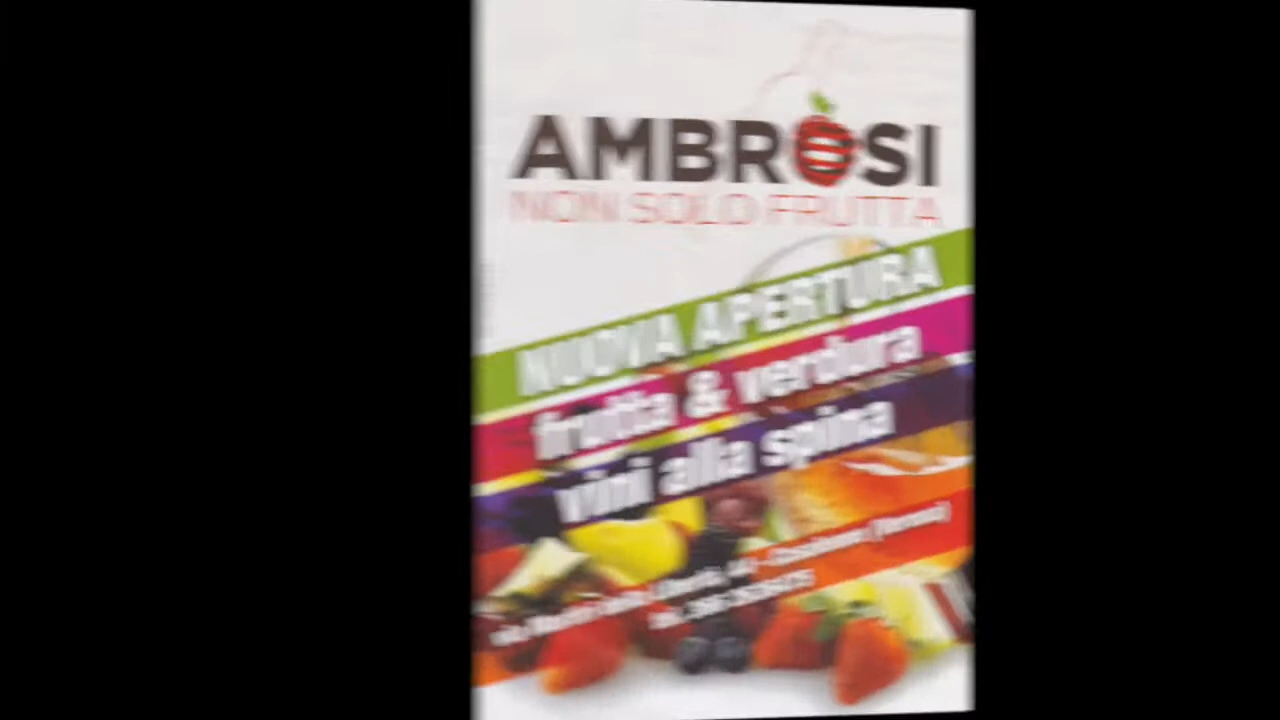 AMBROSI
NON SOLO FRUTTA
NUOVA APERTURA
frutta & verdura
vini alla spina